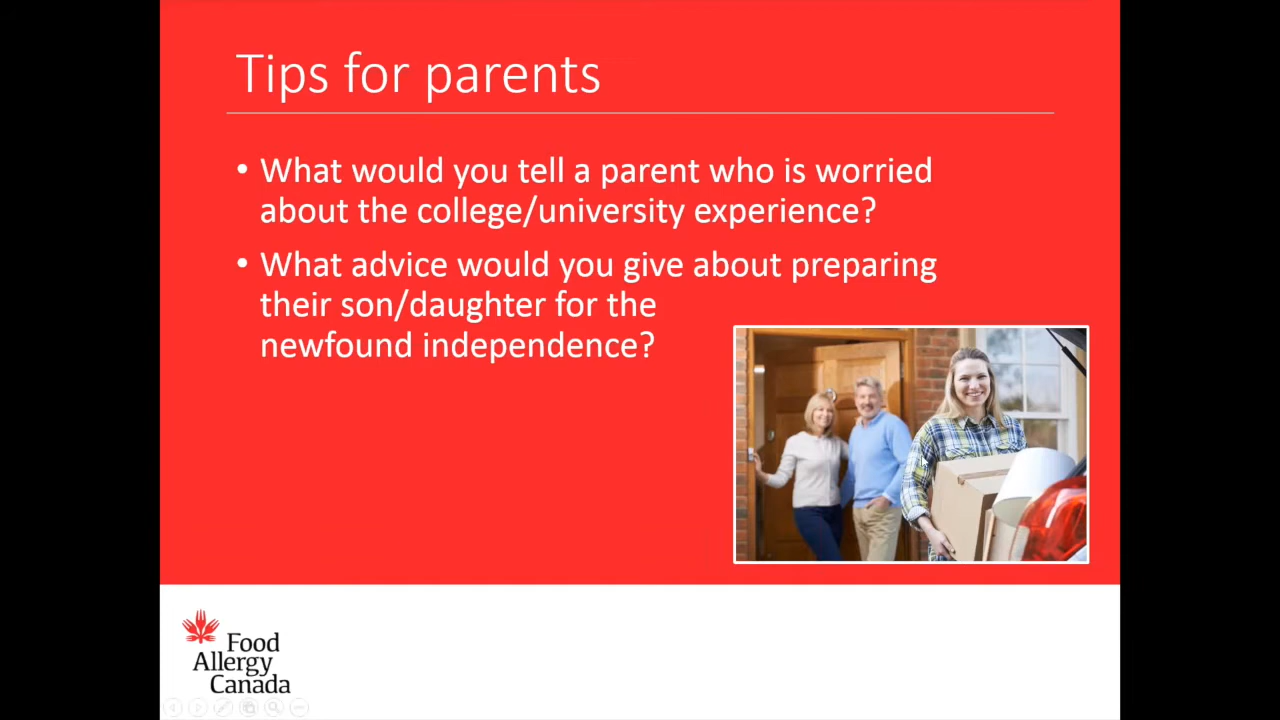 Tips for parents
• What would you tell a parent who is worried
about the college/university experience?
• What advice would you give about preparing
their son/daughter for the
newfound independence?
Food
Allergy
Canada